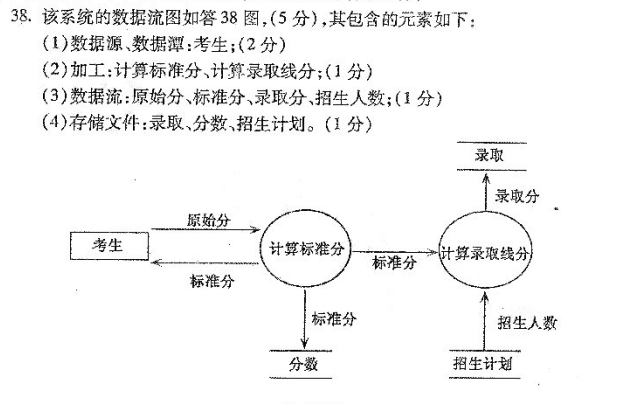 38. 该系统的数据流图如答38图,(5分),其包含的元素如下:
(1)数据源、数据潭:考生;(2分)
(2)加工:计算标准分、计算录取线分;(1分)
(3)数据流:原始分、标准分、录取分、招生人数;(1分)
(4)存储文件:录取、分数、招生计划。(1分)
录取
录取分
原始分
考生
计算标准分
标准分
计算录取线分
标准分
标准分
招生人数
分数
招生计划